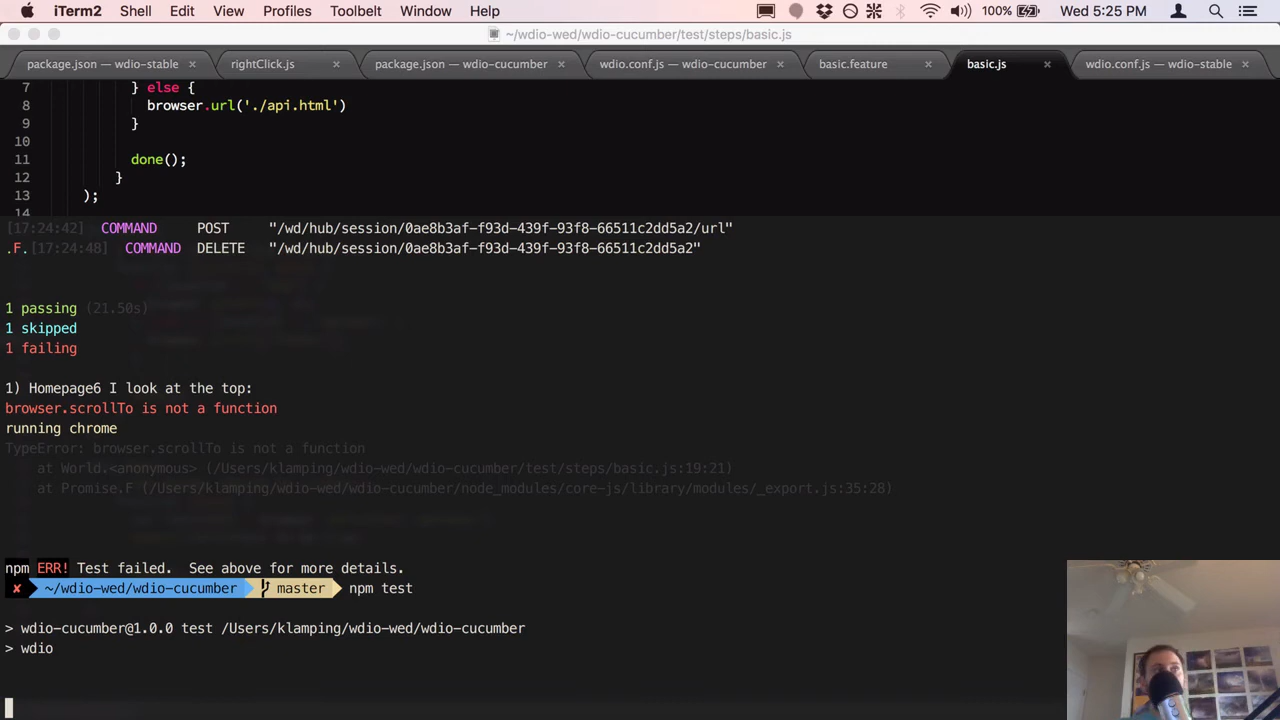 iTerm2 Shell Edit View Profiles Toolbelt Window Help 100% Wed 5:25 PM
~/wdio-wed/wdio-cucumber/test/steps/basic.js
package.json — wdio-stable × rightClick.js × package.json — wdio-cucumber × wdio.conf.js — wdio-cucumber × basic.feature × basic.js × wdio.conf.js — wdio-stable ×
7 } else {
8 browser.url('./api.html')
9 }
10
11 done();
12 }
13 );
14
[17:24:42] COMMAND POST "/wd/hub/session/0ae8b3af-f93d-439f-93f8-66511c2dd5a2/url"
.F.[17:24:48] COMMAND DELETE "/wd/hub/session/0ae8b3af-f93d-439f-93f8-66511c2dd5a2"
1 passing (21.50s)
1 skipped
1 failing
1) Homepage6 I look at the top:
browser.scrollTo is not a function
running chrome
TypeError: browser.scrollTo is not a function
at World.<anonymous> (/Users/klamping/wdio-wed/wdio-cucumber/test/steps/basic.js:19:21)
at Promise.F (/Users/klamping/wdio-wed/wdio-cucumber/node_modules/core-js/library/modules/_export.js:35:28)
npm ERR! Test failed. See above for more details.
✘ ~/wdio-wed/wdio-cucumber master npm test
> wdio-cucumber@1.0.0 test /Users/klamping/wdio-wed/wdio-cucumber
> wdio